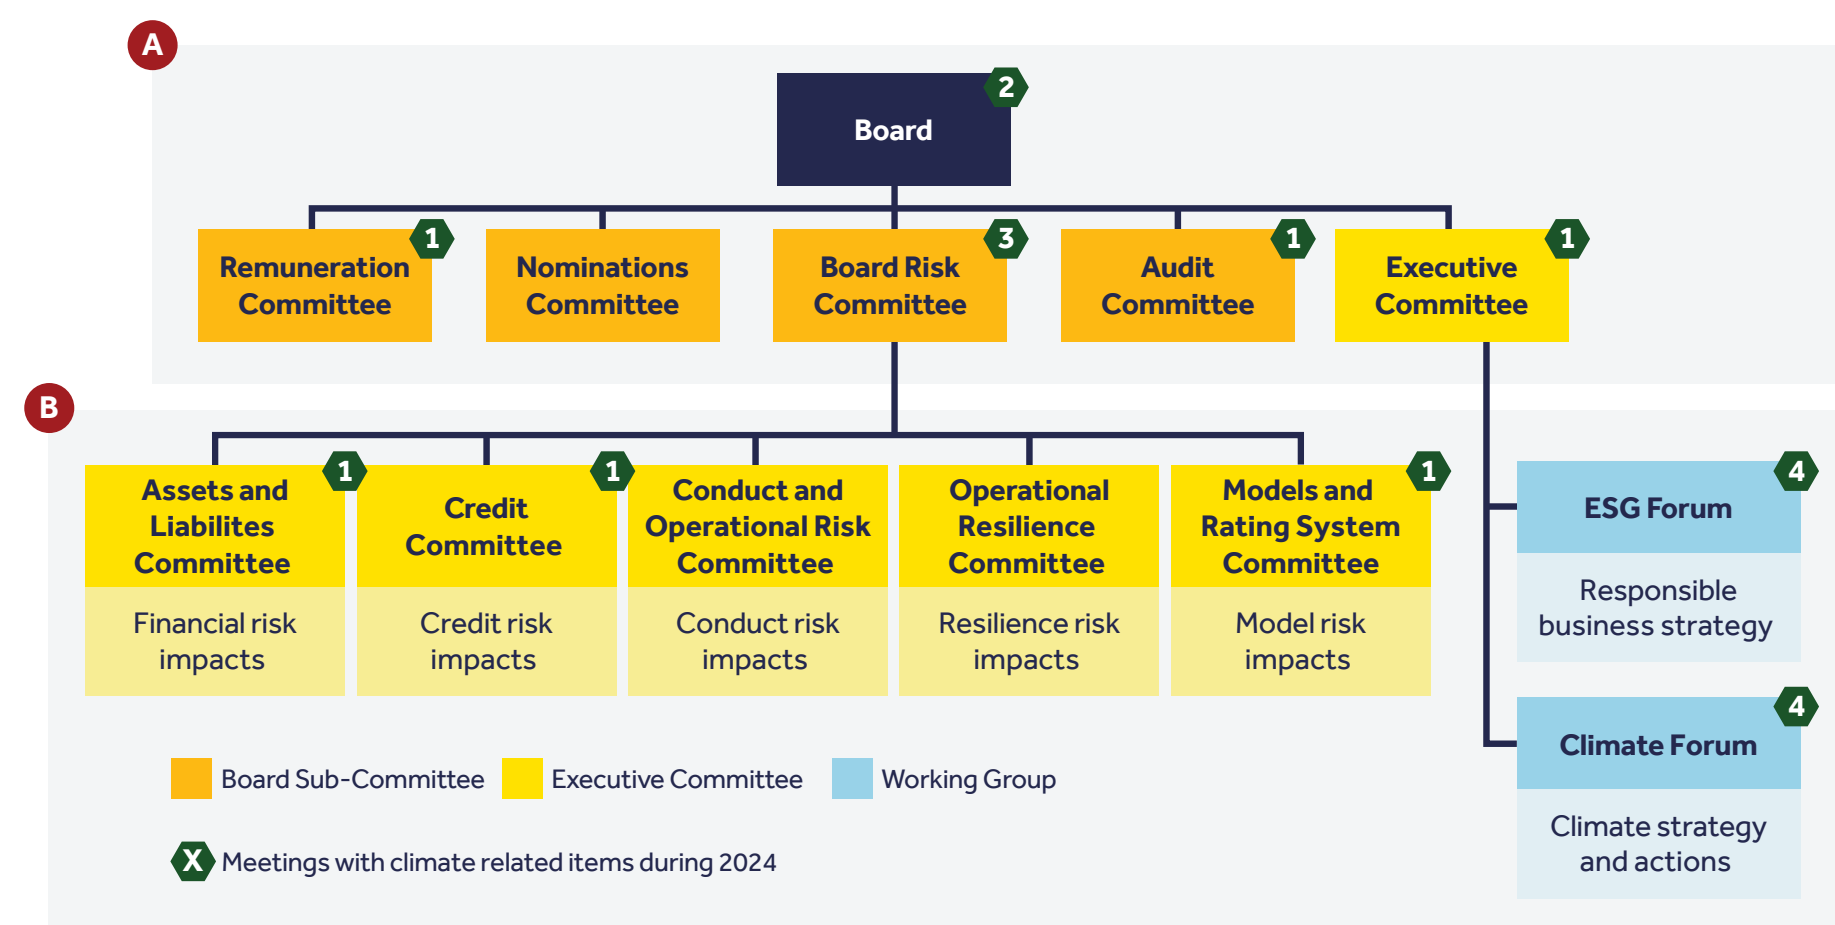 A
2
Board
1
Remuneration
Committee
Nominations
Committee
3
Board Risk
Committee
1
Audit
Committee
1
Executive
Committee
B
1
Assets and
Liabilites
Committee
Financial risk
impacts
1
Credit
Committee
Credit risk
impacts
Conduct and
Operational Risk
Committee
Conduct risk
impacts
Operational
Resilience
Committee
Resilience risk
impacts
1
Models and
Rating System
Committee
Model risk
impacts
4
ESG Forum
Responsible
business strategy
4
Climate Forum
Climate strategy
and actions
Board Sub-Committee
Executive Committee
Working Group
X Meetings with climate related items during 2024